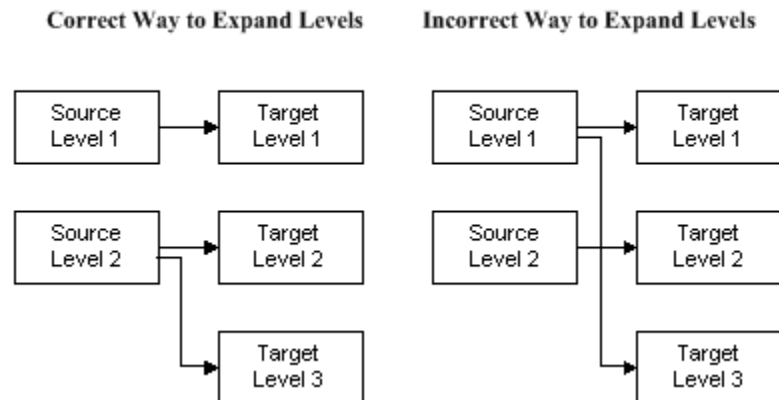 Correct Way to Expand Levels
Source
Level 1
Target
Level 1
Source
Level 2
Target
Level 2
Target
Level 3
Incorrect Way to Expand Levels
Source
Level 1
Target
Level 1
Source
Level 2
Target
Level 2
Target
Level 3